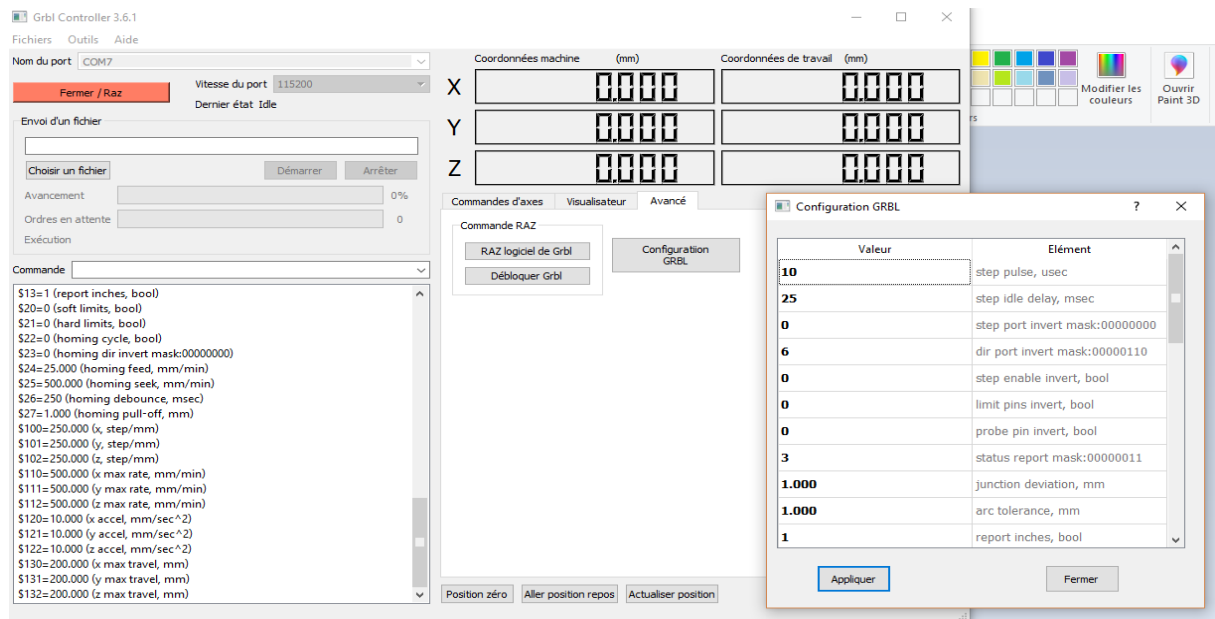 Grbl Controller 3.6.1
Fichiers Outils Aide
Nom du port COM7
Fermer / Raz
Vitesse du port 115200
Dernier état Idle
Envoi d'un fichier
Choisir un fichier
Démarrer
Arrêter
Avancement 0%
Ordres en attente 0
Exécution
Commande
$13=1 (report inches, bool)
$20=0 (soft limits, bool)
$21=0 (hard limits, bool)
$22=0 (homing cycle, bool)
$23=0 (homing dir invert mask:00000000)
$24=25.000 (homing feed, mm/min)
$25=500.000 (homing seek, mm/min)
$26=250 (homing debounce, msec)
$27=1.000 (homing pull-off, mm)
$100=250.000 (x, step/mm)
$101=250.000 (y, step/mm)
$102=250.000 (z, step/mm)
$110=500.000 (x max rate, mm/min)
$111=500.000 (y max rate, mm/min)
$112=500.000 (z max rate, mm/min)
$120=10.000 (x accel, mm/sec^2)
$121=10.000 (y accel, mm/sec^2)
$122=10.000 (z accel, mm/sec^2)
$130=200.000 (x max travel, mm)
$131=200.000 (y max travel, mm)
$132=200.000 (z max travel, mm)
Coordonnées machine (mm)
Coordonnées de travail (mm)
X 0.000 0.000
Y 0.000 0.000
Z 0.000 0.000
Commandes d'axes Visualisateur Avancé
Commande RAZ
RAZ logiciel de Grbl
Débloquer Grbl
Configuratiion
GRBL
Position zéro
Aller position repos
Actualiser position
Modifier les
couleurs
Ouvrir
Paint 3D
rs
Configuration GRBL ?
Valeur Elément
10 step pulse, usec
25 step idle delay, msec
0 step port invert mask:00000000
6 dir port invert mask:00000110
0 step enable invert, bool
0 limit pins invert, bool
0 probe pin invert, bool
3 status report mask:00000011
1.000 junction deviation, mm
1.000 arc tolerance, mm
1 report inches, bool
Appliquer
Fermer